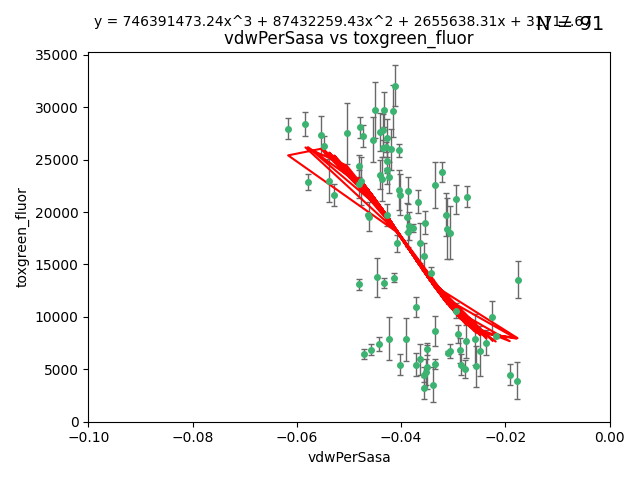 y = 746391473.24x^3 + 87432259.43x^2 + 2655638.31x + 
N = 91
vdwPerSasa vs toxgreen_fluor
35000
30000
25000
20000
15000
10000
5000
0
toxgreen_fluor
−0.10
−0.08
−0.06
−0.04
−0.02
0.00
vdwPerSasa